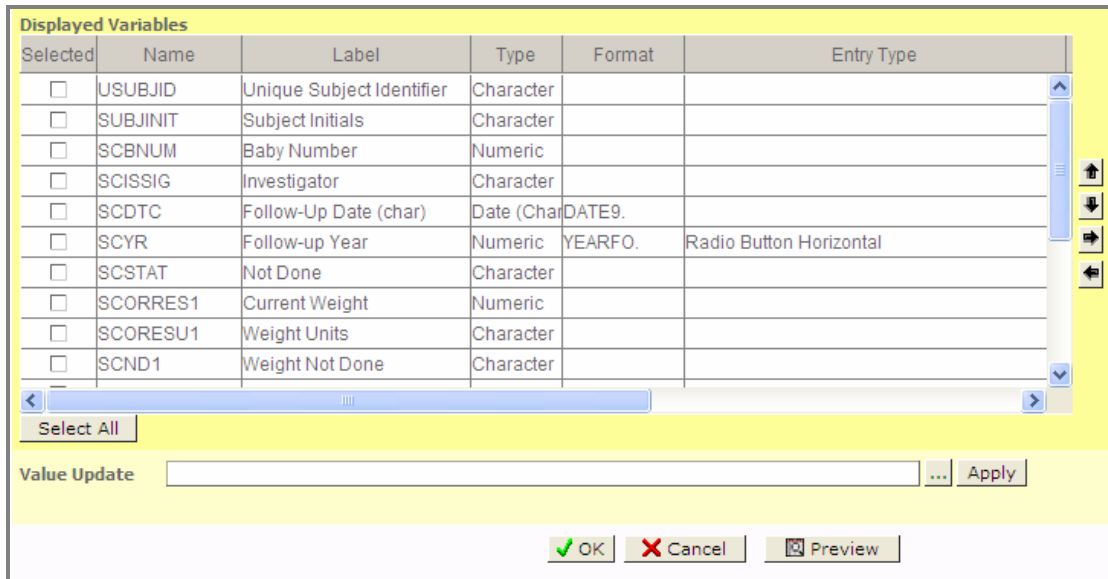 Displayed Variables
Selected Name Label Type Format Entry Type
USUBJID Unique Subject Identifier Character
SUBJINIT Subject Initials Character
SCBNUM Baby Number Numeric
SCISSIG Investigator Character
SCDTC Follow-Up Date (char) Date (Char DATE9.
SCYR Follow-up Year Numeric YEARFO. Radio Button Horizontal
SCSTAT Not Done Character
SCORRES1 Current Weight Numeric
SCORESU1 Weight Units Character
SCND1 Weight Not Done Character
Select All
Value Update ... Apply
OK Cancel Preview